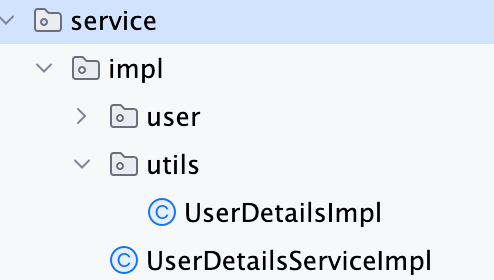 service
impl
user
utils
UserDetailsImpl
UserDetailsServiceImpl